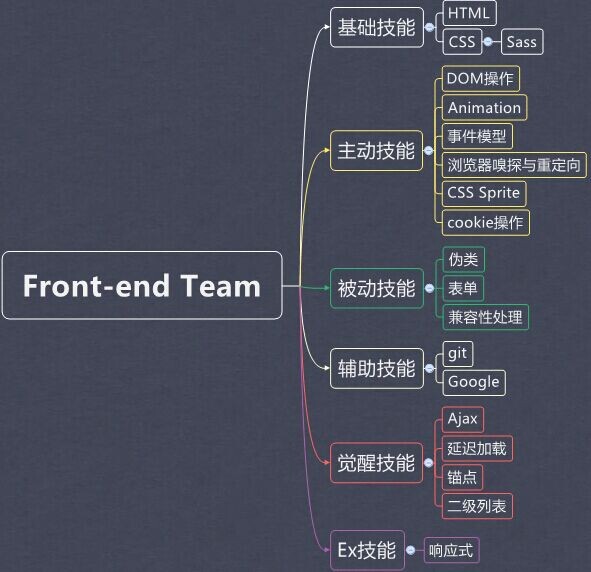 Front-end Team
基础技能
HTML
CSS
Sass
主动技能
DOM操作
Animation
事件模型
浏览器嗅探与重定向
CSS Sprite
cookie操作
被动技能
伪类
表单
兼容性处理
辅助技能
git
Google
觉醒技能
Ajax
延迟加载
锚点
二级列表
Ex技能
响应式